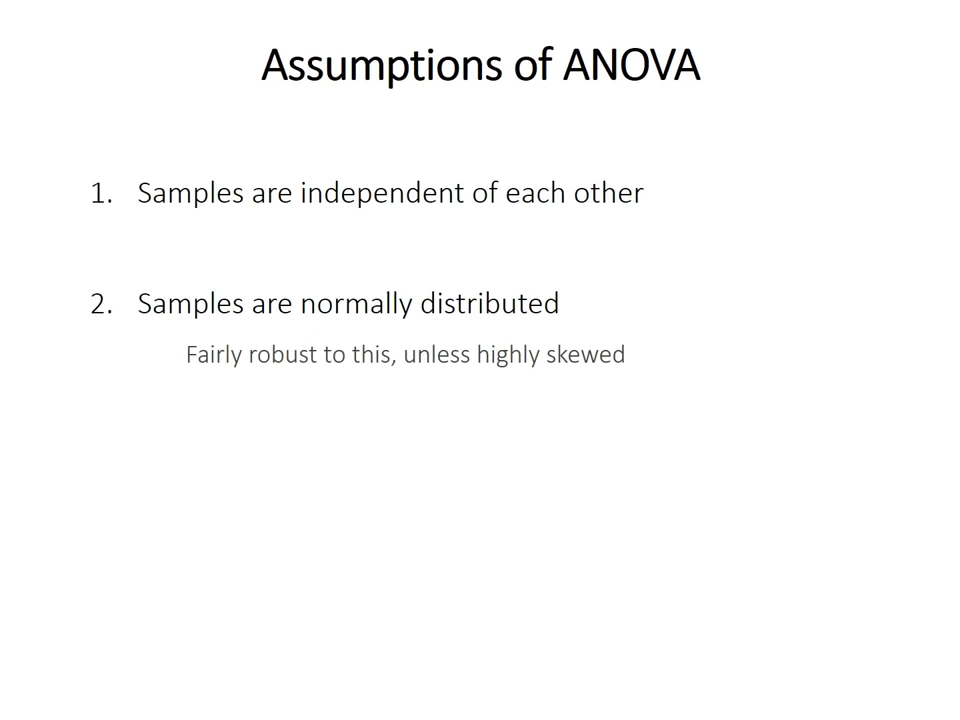 Assumptions of ANOVA
1. Samples are independent of each other
2. Samples are normally distributed
Fairly robust to this, unless highly skewed